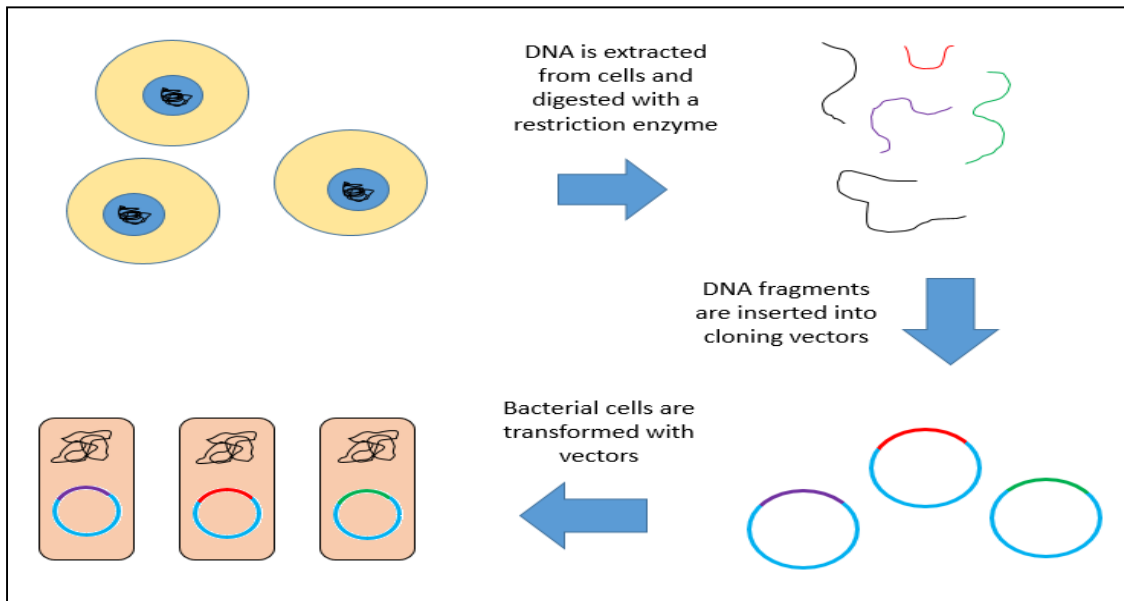 DNA is extracted
from cells and
digested with a
restriction enzyme
DNA fragments
are inserted into
cloning vectors
Bacterial cells are
transformed with
vectors